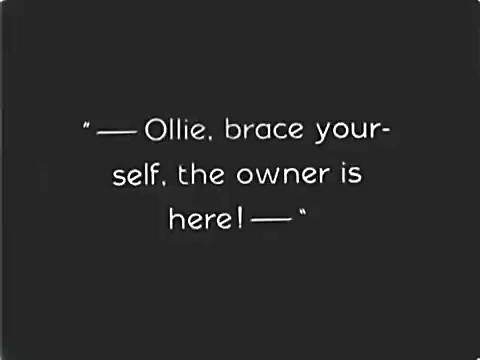 "— Ollie, brace your-
self, the owner is
here! — "